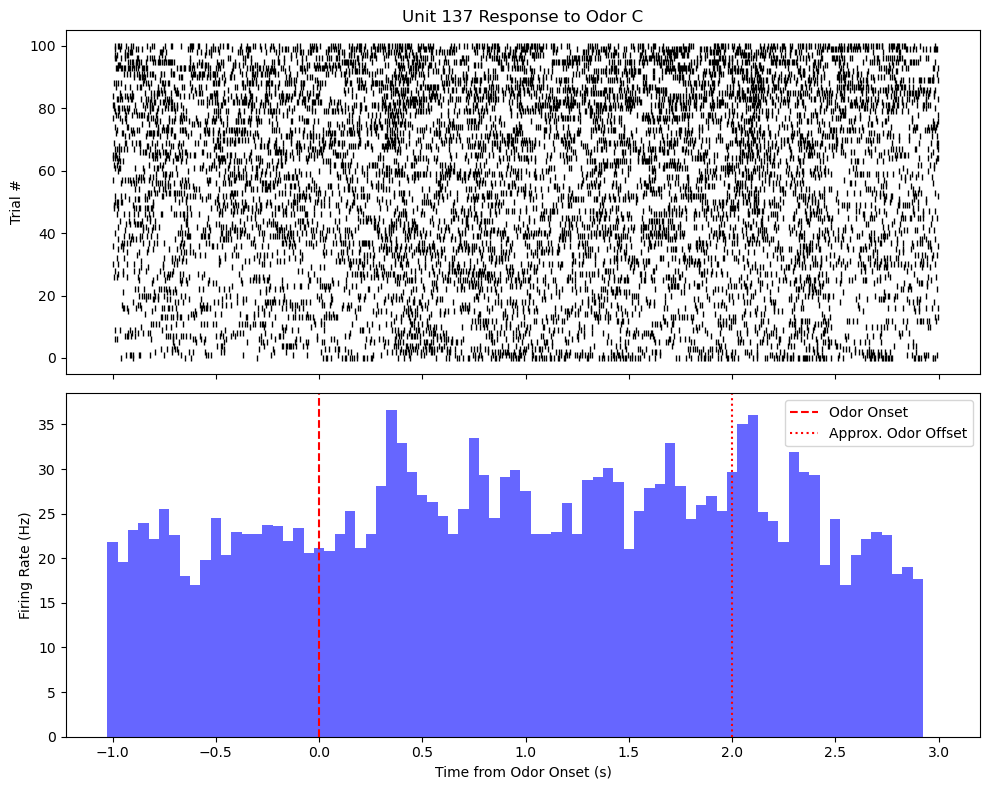 Unit 137 Response to Odor C
100
80
60
40
20
0
Trial #
35
30
25
20
15
10
5
0
Firing Rate (Hz)
Odor Onset
Approx. Odor Offset
−1.0 −0.5 0.0 0.5 1.0 1.5 2.0 2.5 3.0
Time from Odor Onset (s)